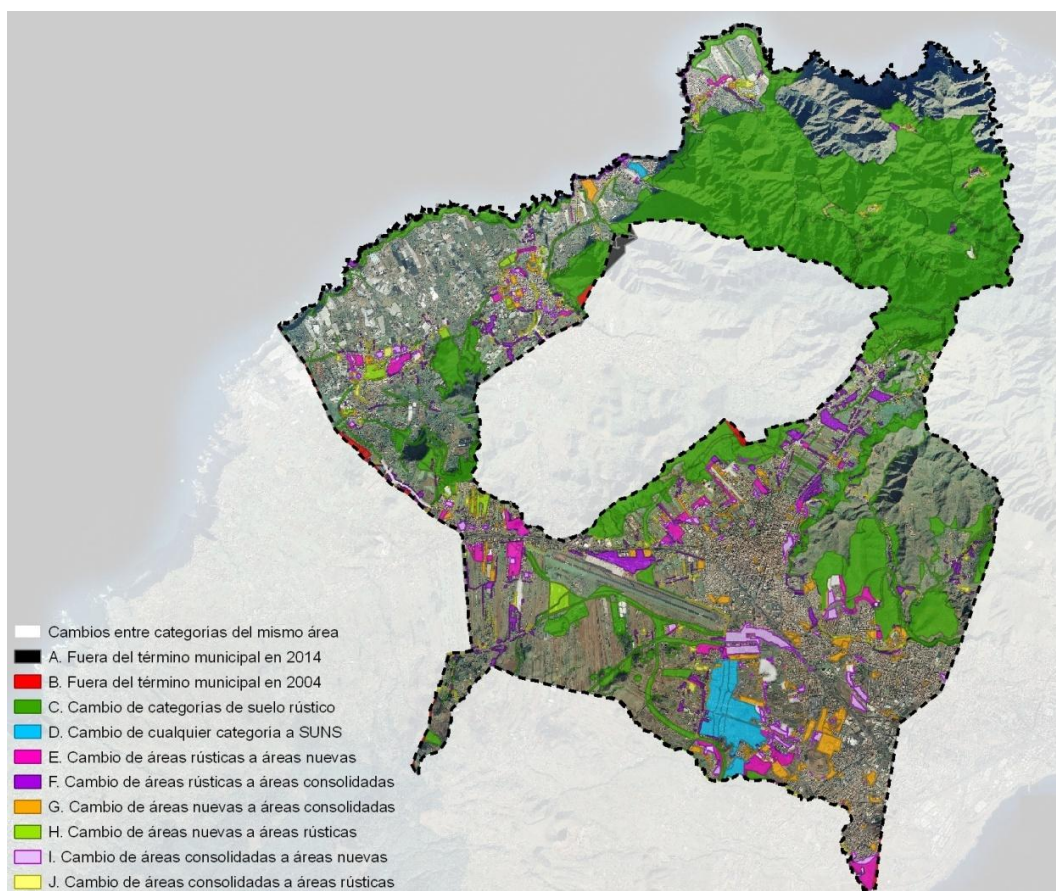 Cambios entre categorias del mismo área
A. Fuera del término municipal en 2014
B. Fuera del término municipal en 2004
C. Cambio de categorías de suelo rústico
D. Cambio de cualquier categoria a SUNS
E. Cambio de áreas rústicas a áreas nuevas
F. Cambio de áreas rústicas a áreas consolidadas
G. Cambio de áreas nuevas a áreas consolidadas
H. Cambio de áreas nuevas a áreas rústicas
I. Cambio de áreas consolidadas a áreas nuevas
J. Cambio de áreas consolidadas a áreas rústicas